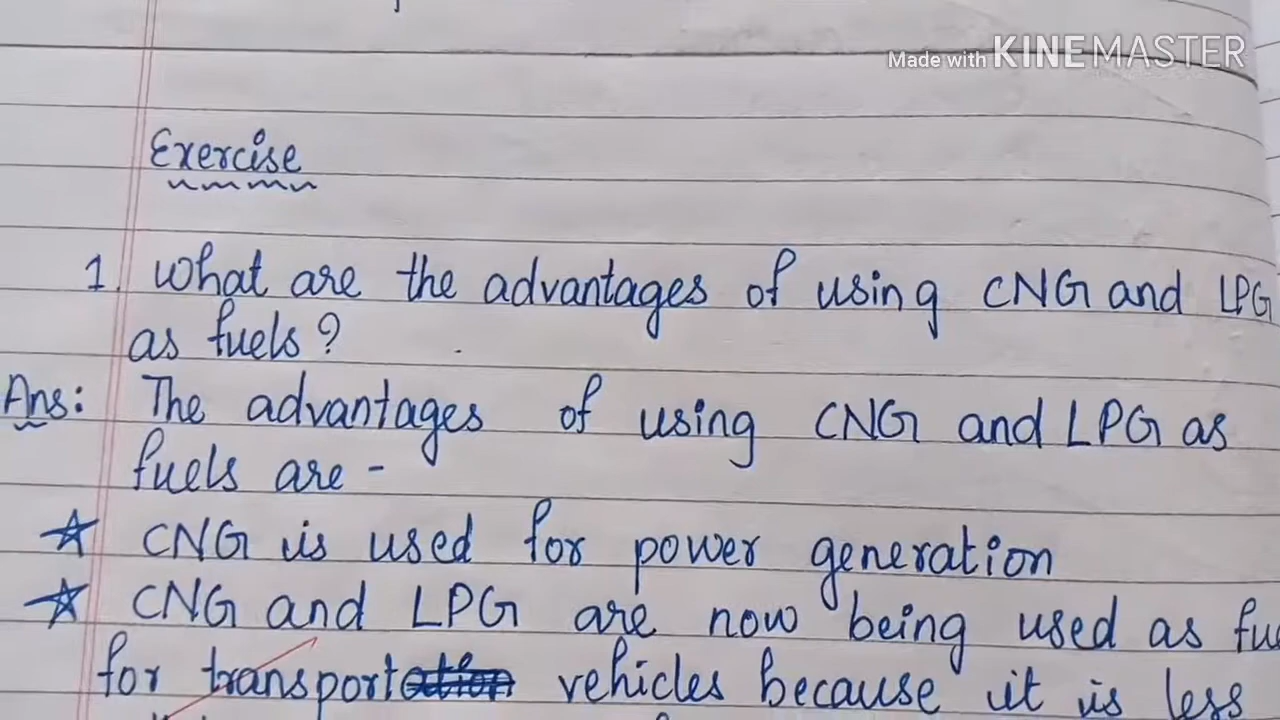 Made with KINEMASTER
Exercise
1. What are the advantages of using CNG and LPG
as fuels?
Ans: The advantages of using CNG and LPG as
fuels are -
☆ CNG is used for power generation
☆ CNG and LPG are now being used as
for transport vehicles because it is less